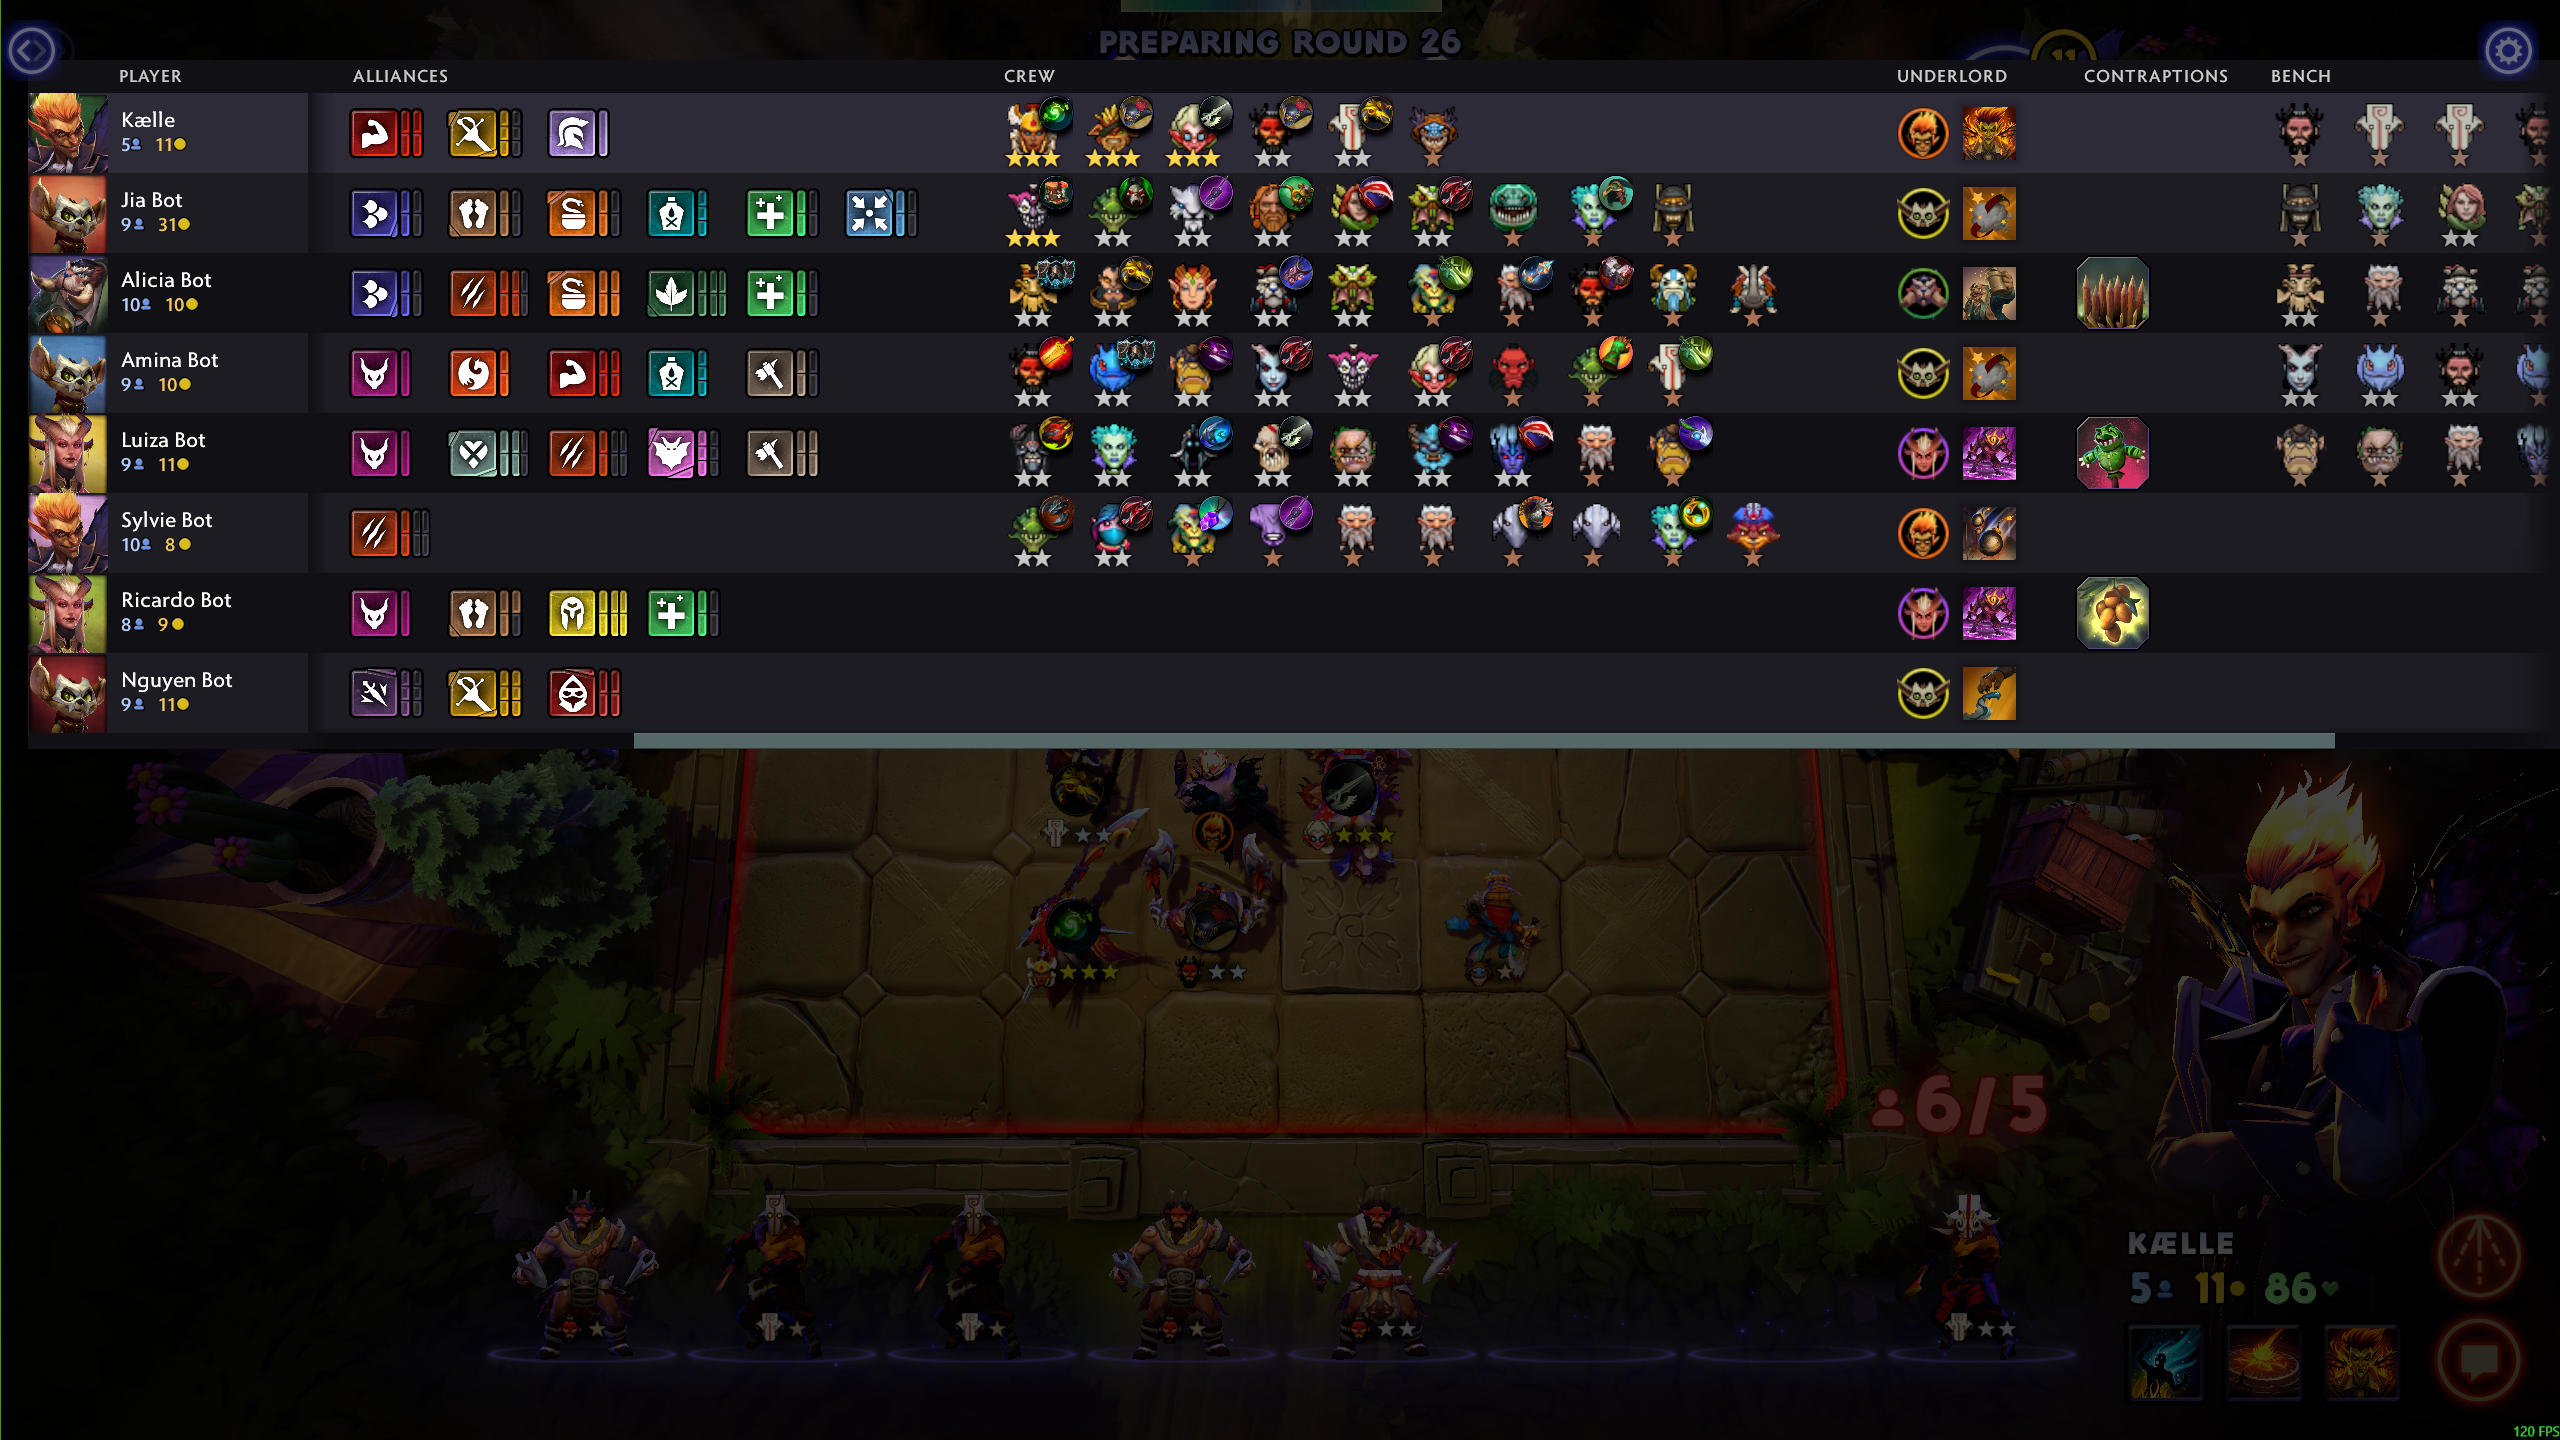 PREPARING ROUND 26
PLAYER ALLIANCES CREW UNDERLORD CONTRAPTIONS BENCH
Kælle
5 11
Jia Bot
9 31
Alicia Bot
10 10
Amina Bot
9 10
Luiza Bot
9 11
Sylvie Bot
10 8
Ricardo Bot
8 9
Nguyen Bot
9 11
6/5
KÆLLE
5 11 86
120 FPS